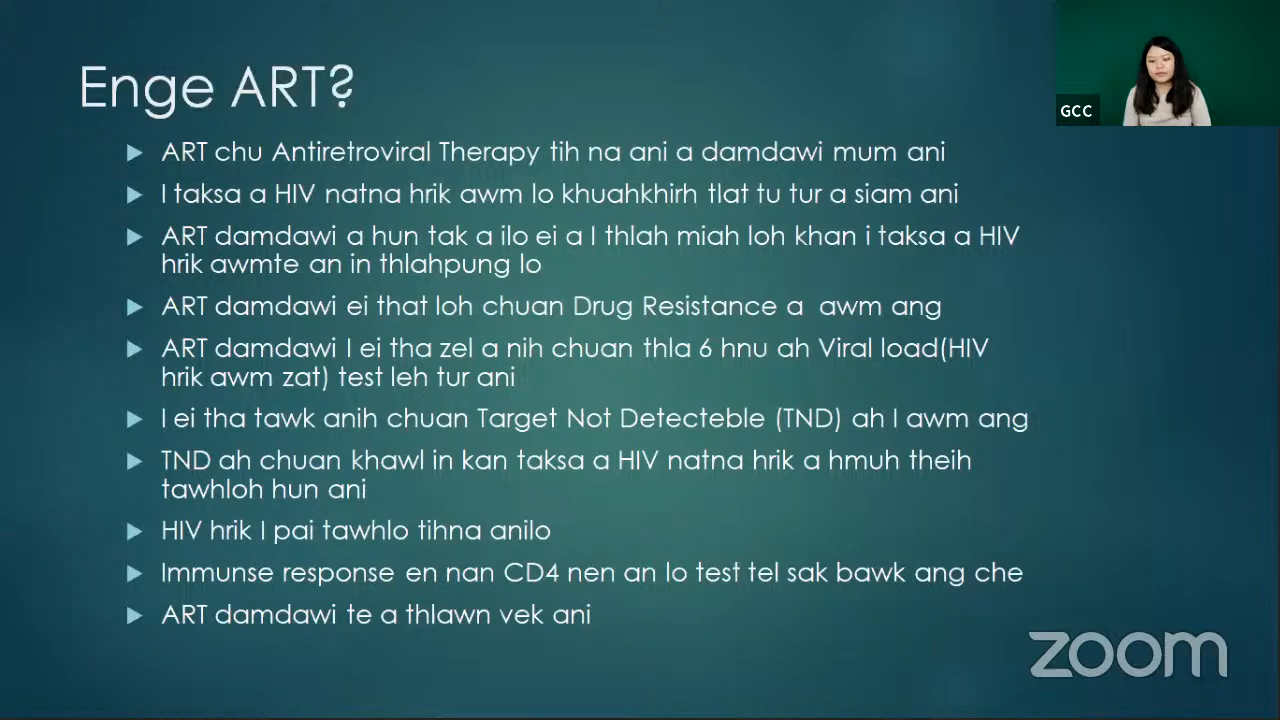 Enge ART?
GCC
ART chu Antiretroviral Therapy tih na ani a damdawi mum ani
I taksa a HIV natna hrik awm lo khuahkhirh tlat tu tur a siam ani
ART damdawi a hun tak a ilo ei a I thlah miah loh khan i taksa a HIV
hrik awmte an in thlahpung lo
ART damdawi ei that loh chuan Drug Resistance a awm ang
ART damdawi I ei tha zel a nih chuan thla 6 hnu ah Viral load(HIV
hrik awm zat) test leh tur ani
I ei tha tawk anih chuan Target Not Detecteble (TND) ah I awm ang
TND ah chuan khawl in kan taksa a HIV natna hrik a hmuh theih
tawhloh hun ani
HIV hrik I pai tawhlo tihna anilo
Immunse response en nan CD4 nen an lo test tel sak bawk ang che
ART damdawi te a thlawn vek ani
zoom